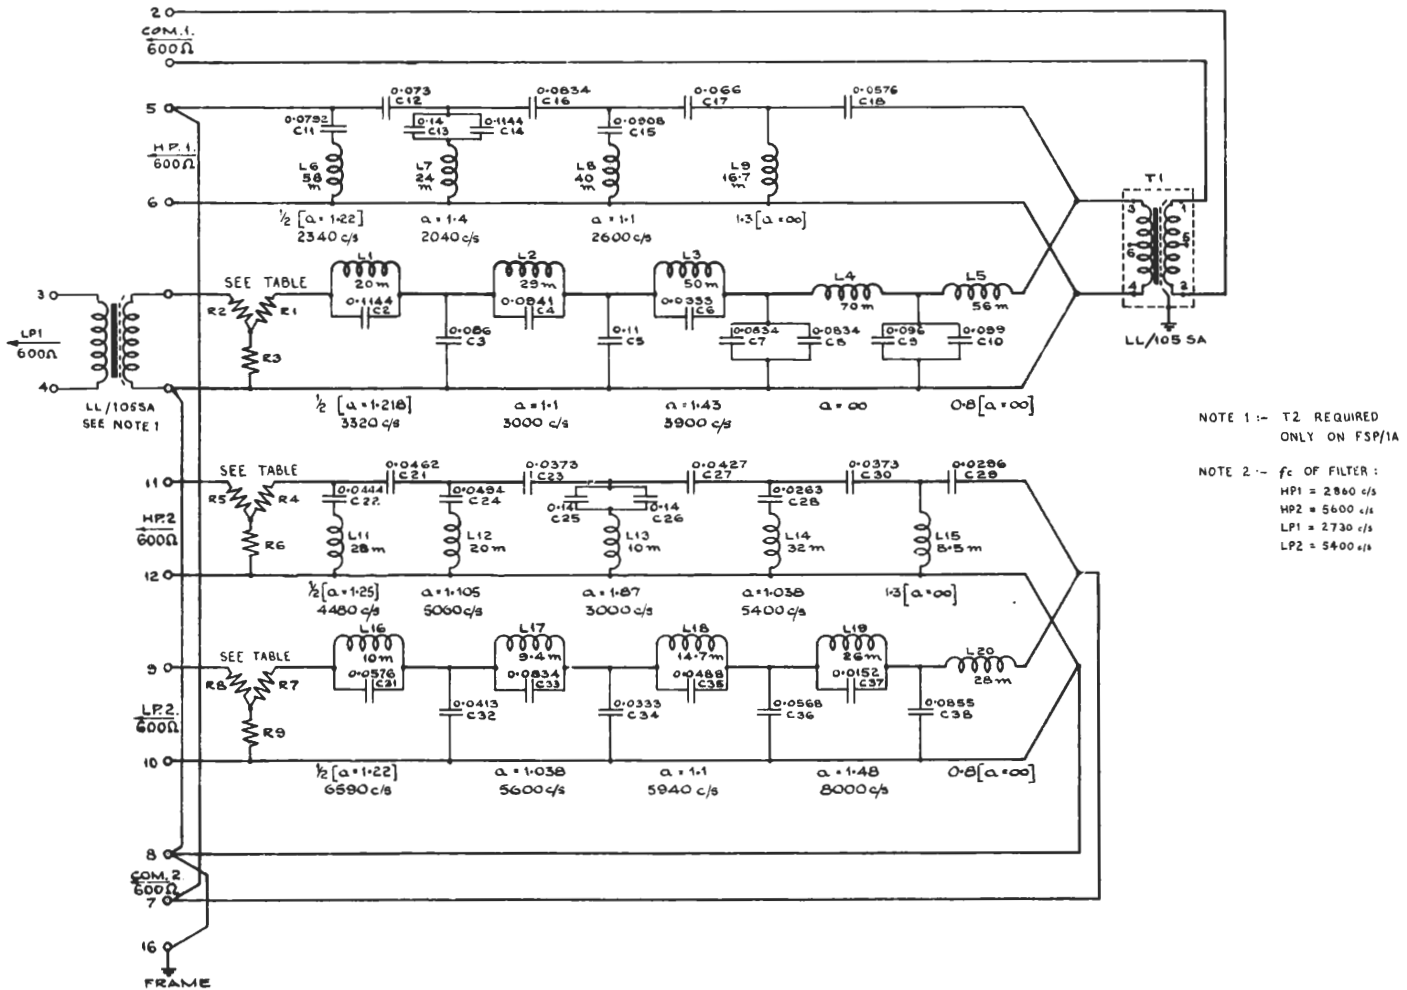 2
COM.1.
600Ω
5
0·073
C12
0·0834
C16
0·066
C17
0·0576
C18
0·0792
C11
0·14
C13
0·1144
C14
0·0908
C15
HP.1.
600Ω
L6
58
m
L7
24
m
L8
40
m
L9
16·7
m
T1
6
½[a=1·22]
2340 c/s
a=1·4
2040 c/s
a=1·1
2600 c/s
1·3[a=∞]
3
1
6
5
4
2
LL/105 SA
SEE TABLE
L1
20m
L2
29m
L3
50m
L4
70m
L5
56m
3
R2
R1
0·1144
C2
0·0841
C4
0·0333
C6
LP1
600Ω
R3
0·086
C3
0·11
C5
0·0834
C7
0·0834
C8
0·096
C9
0·099
C10
4
LL/105SA
SEE NOTE 1
½ [a=1·218]
3320 c/s
a=1·1
3000 c/s
a=1·43
3900 c/s
a=∞
0·8[a=∞]
NOTE 1 :- T2 REQUIRED
ONLY ON FSP/1A
NOTE 2 :- fc OF FILTER :
HP1 = 2860 c/s
HP2 = 5600 c/s
LP1 = 2730 c/s
LP2 = 5400 c/s
SEE TABLE
11
0·0462
C21
0·0373
C23
0·0427
C27
0·0373
C30
0·0296
C29
R5
R4
0·0444
C22
0·0494
C24
0·14
C25
0·14
C26
0·0263
C28
HP.2
600Ω
R6
L11
28m
L12
20m
L13
10m
L14
32m
L15
8·5m
12
½[a=1·25]
4480 c/s
a=1·105
5060 c/s
a=1·87
3000 c/s
a=1·038
5400 c/s
1·3[a=∞]
SEE TABLE
L16
10m
L17
9·4m
L18
14·7m
L19
26m
L20
28m
9
R8
R7
0·0576
C31
0·0834
C33
0·0488
C35
0·0152
C37
LP.2.
600Ω
R9
0·0413
C32
0·0333
C34
0·0568
C36
0·0855
C38
10
½[a=1·22]
6590 c/s
a=1·038
5600 c/s
a=1·1
5940 c/s
a=1·48
8000 c/s
0·8[a=∞]
8
COM.2
600Ω
7
16
FRAME